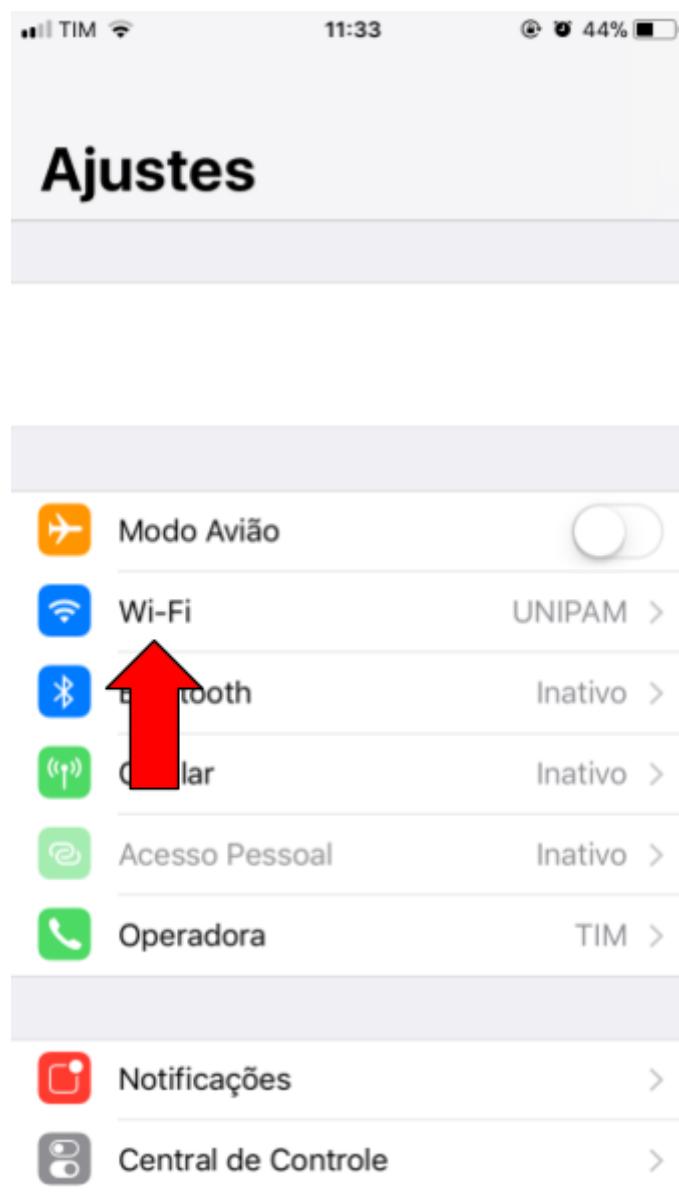 TIM 11:33 44%
Ajustes
Modo Avião
Wi-Fi UNIPAM
Inativo
Inativo
Acesso Pessoal Inativo
Operadora TIM
Notificações
Central de Controle